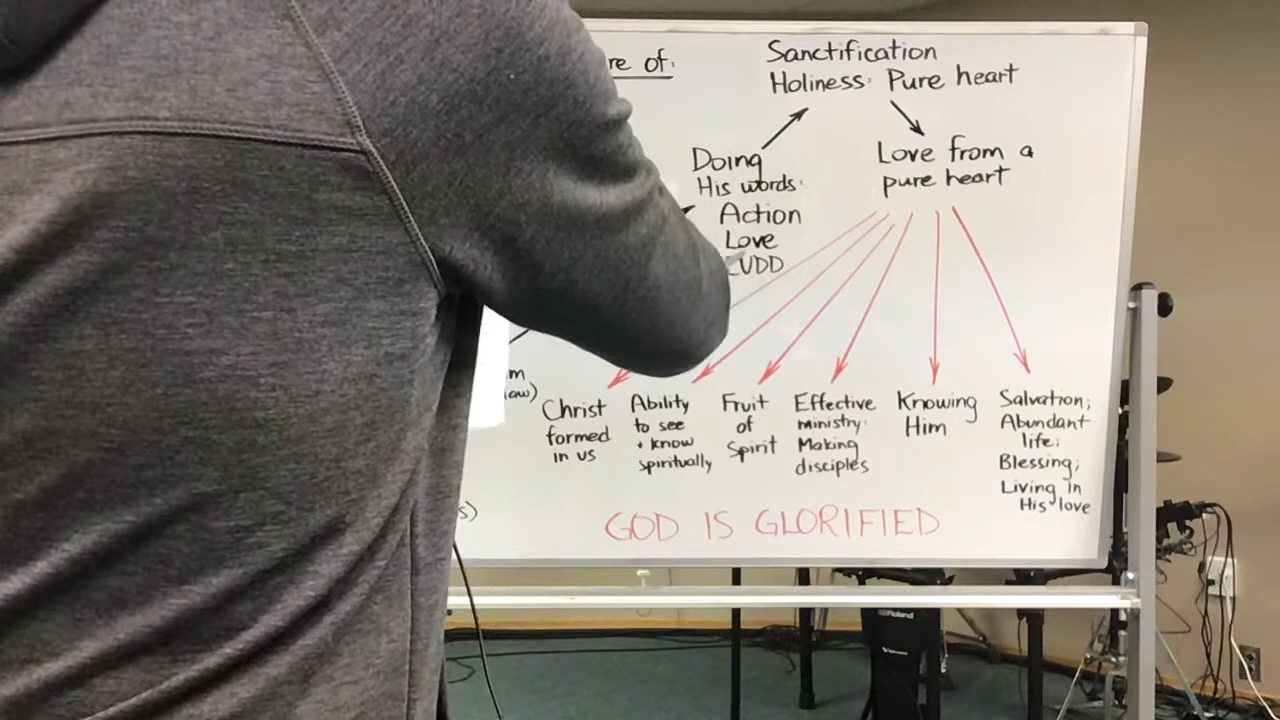 re of:
Sanctification
Holiness: Pure heart
Doing
His words:
Action
Love
LVDD
Love from a
pure heart
Christ
formed
in us
Ability
to see
+ know
spiritually
Fruit
of
Spirit
Effective
ministry:
Making
disciples
Knowing
Him
Salvation;
Abundant
life;
Blessing;
Living in
His love
GOD IS GLORIFIED
Roland